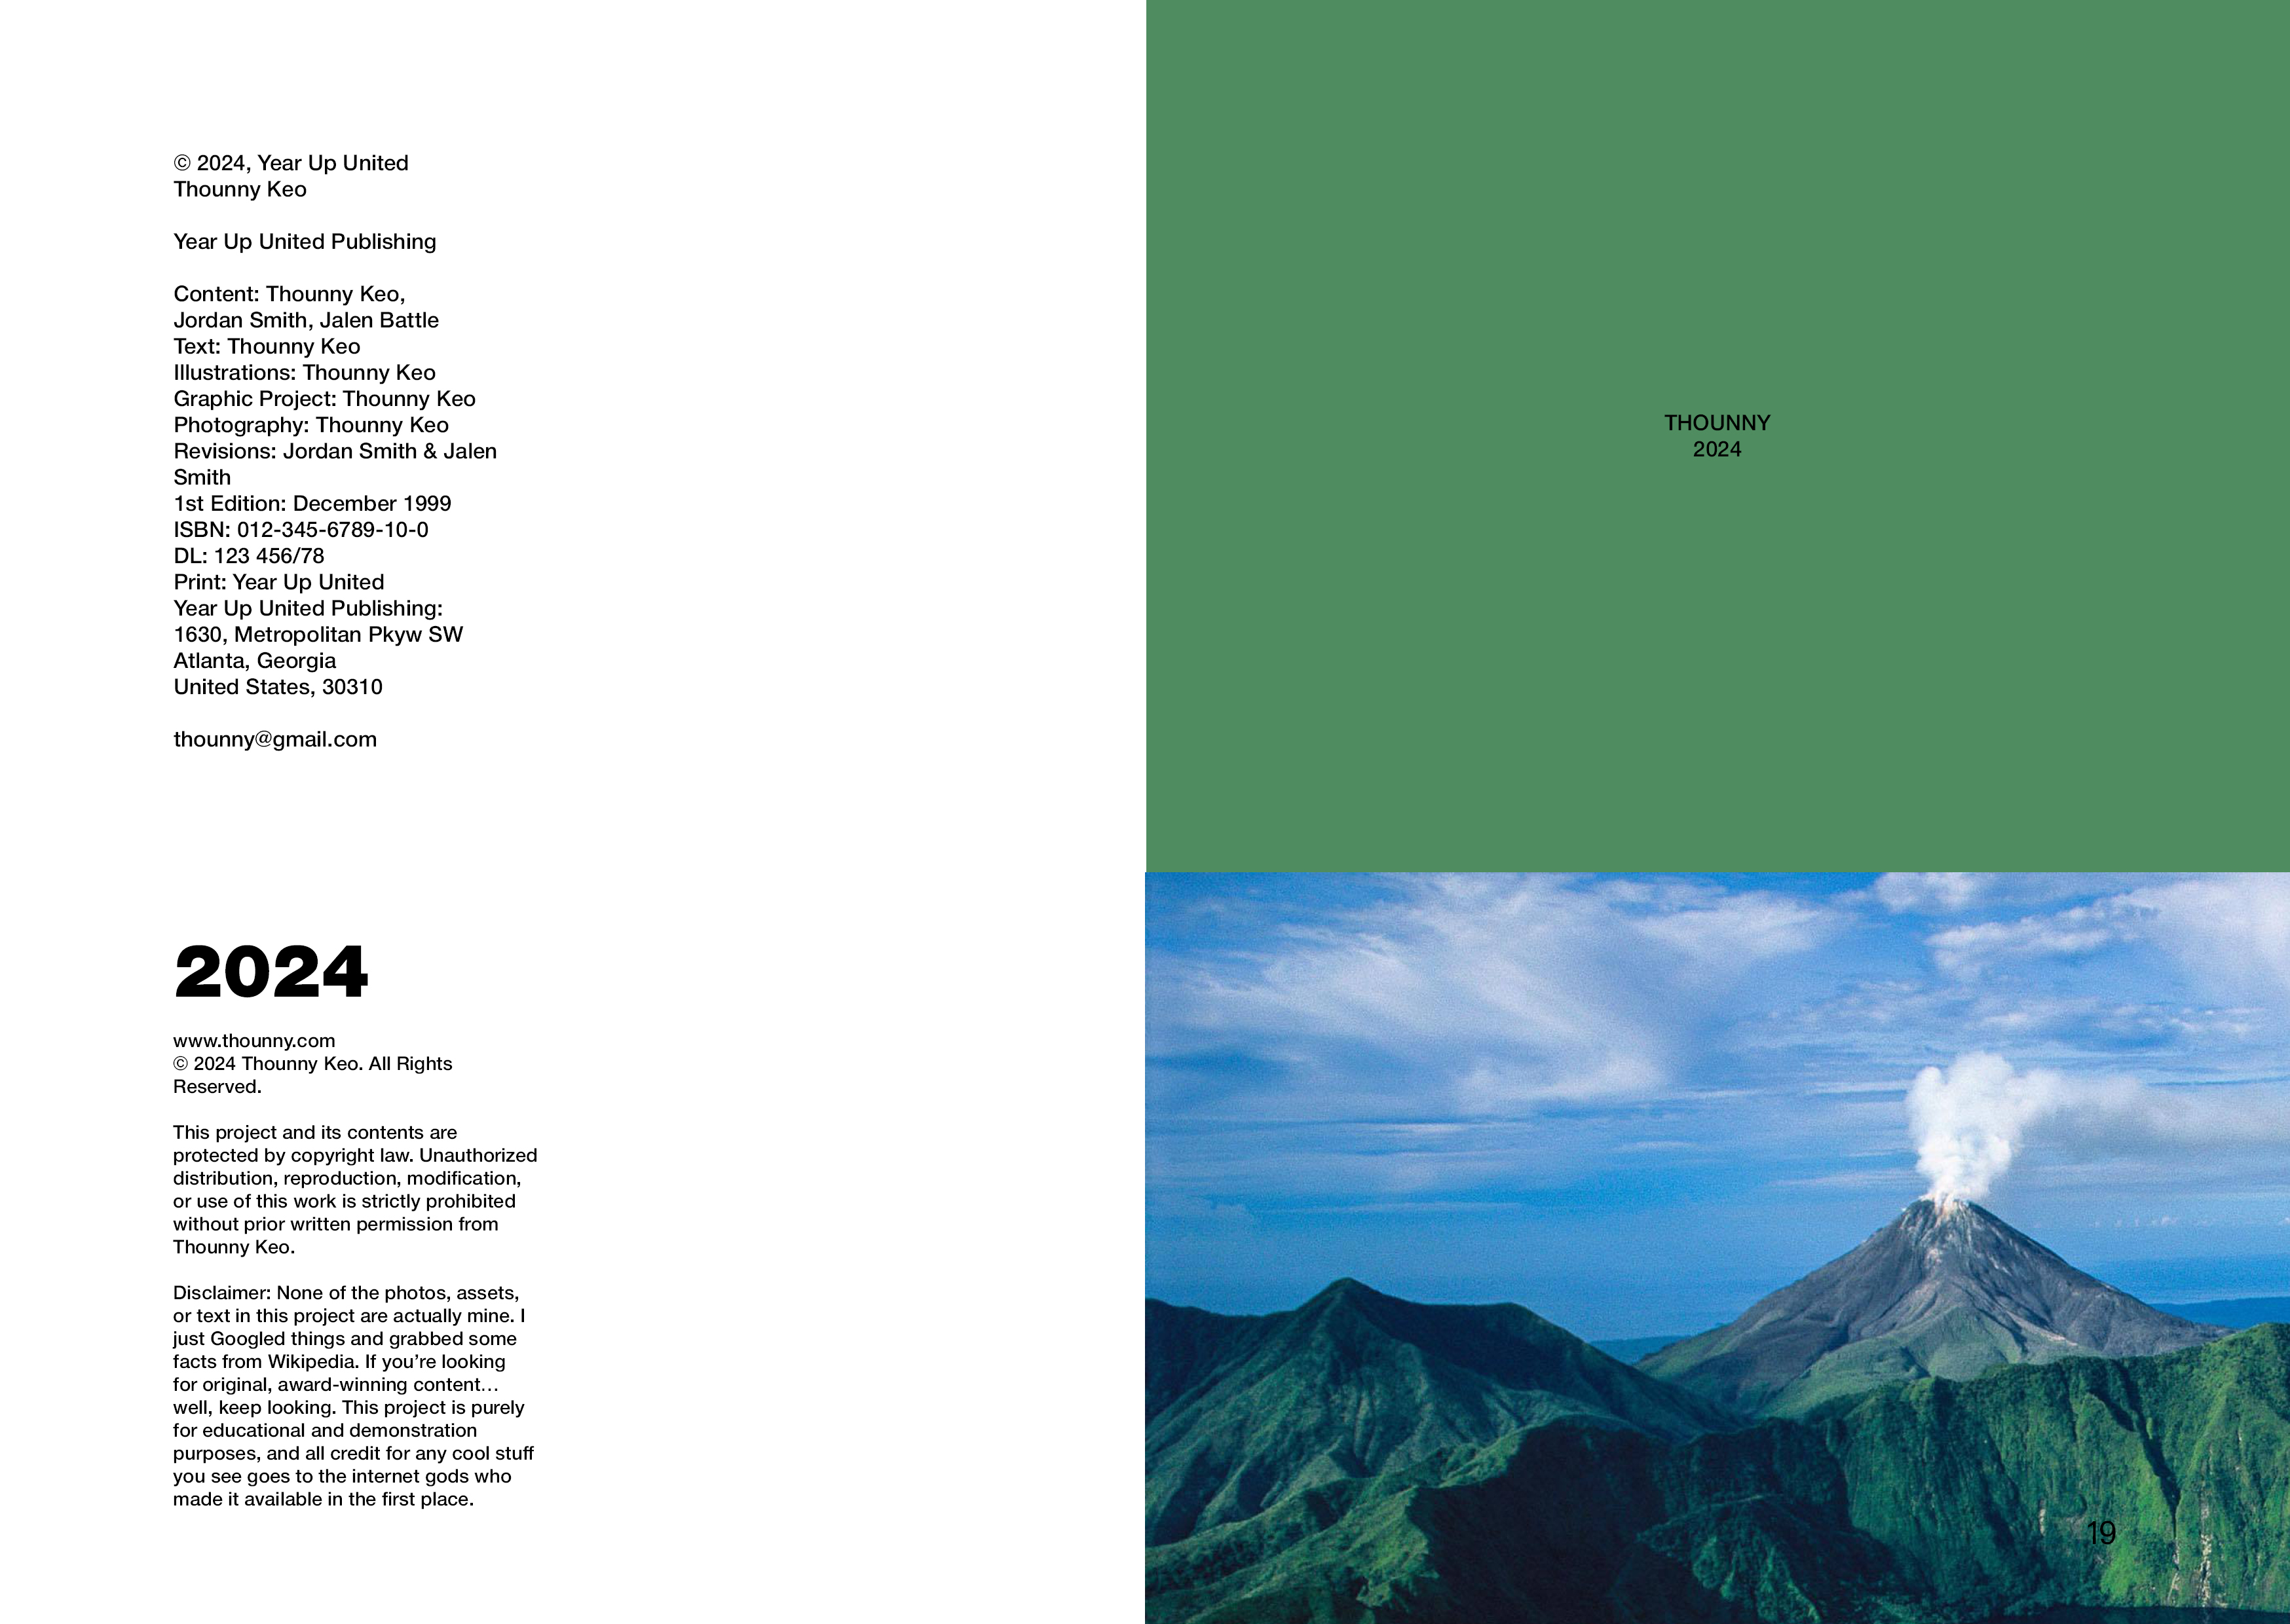 © 2024, Year Up United
Thounny Keo
Year Up United Publishing
Content: Thounny Keo,
Jordan Smith, Jalen Battle
Text: Thounny Keo
Illustrations: Thounny Keo
Graphic Project: Thounny Keo
Photography: Thounny Keo
Revisions: Jordan Smith & Jalen
Smith
1st Edition: December 1999
ISBN: 012-345-6789-10-0
DL: 123 456/78
Print: Year Up United
Year Up United Publishing:
1630, Metropolitan Pkyw SW
Atlanta, Georgia
United States, 30310
thounny@gmail.com
2024
www.thounny.com
© 2024 Thounny Keo. All Rights
Reserved.
This project and its contents are
protected by copyright law. Unauthorized
distribution, reproduction, modification,
or use of this work is strictly prohibited
without prior written permission from
Thounny Keo.
Disclaimer: None of the photos, assets,
or text in this project are actually mine. I
just Googled things and grabbed some
facts from Wikipedia. If you’re looking
for original, award-winning content…
well, keep looking. This project is purely
for educational and demonstration
purposes, and all credit for any cool stuff
you see goes to the internet gods who
made it available in the first place.
THOUNNY
2024
19